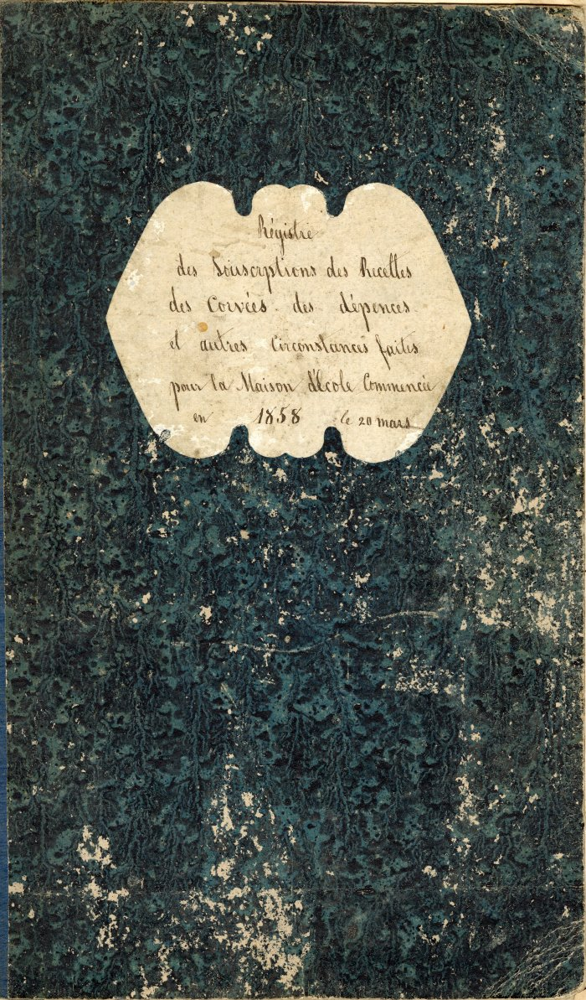 Régistre
des Souscrptions des Recettes
des Corvées. des dépences.
et autres Circonstances faites
pour la Maison d'École Commencée
en 1858 le 20 mars